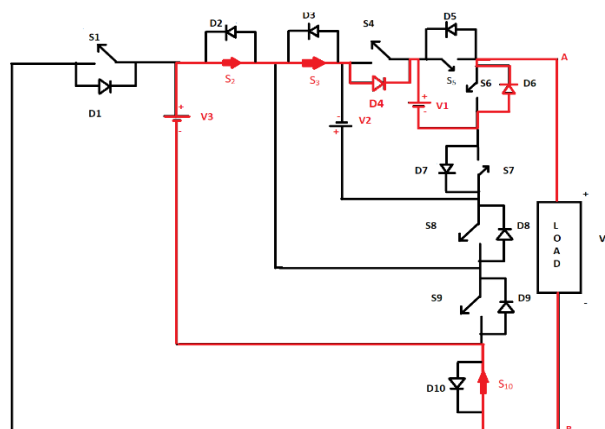 D2
D3
S4
D5
S1
A
S2
S3
S5
S6
D6
D4
D1
+
+
-
V1
V3
-
V2
+
-
D7
S7
S8
D8
LOAD
+
V
-
S9
D9
D10
S10